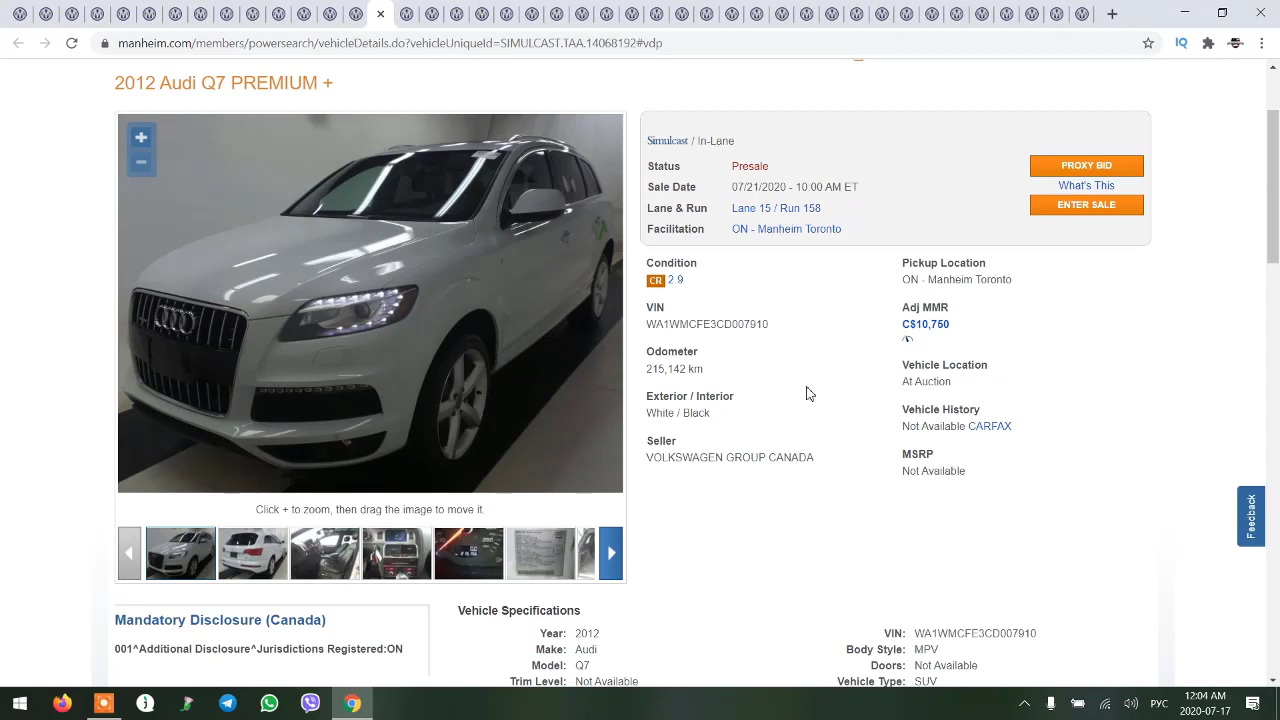 manheim.com/members/powersearch/vehicleDetails.do?vehicleUniqueId=SIMULCAST.TAA.14068192#vdp
IQ
2012 Audi Q7 PREMIUM +
Simulcast / In-Lane
Status Presale
Sale Date 07/21/2020 - 10:00 AM ET
Lane & Run Lane 15 / Run 158
Facilitation ON - Manheim Toronto
PROXY BID
What's This
ENTER SALE
Condition
CR 2.9
VIN
WA1WMCFE3CD007910
Odometer
215,142 km
Exterior / Interior
White / Black
Seller
VOLKSWAGEN GROUP CANADA
Pickup Location
ON - Manheim Toronto
Adj MMR
C$10,750
Vehicle Location
At Auction
Vehicle History
Not Available CARFAX
MSRP
Not Available
Click + to zoom, then drag the image to move it.
Feedback
Mandatory Disclosure (Canada)
001^Additional Disclosure^Jurisdictions Registered:ON
Vehicle Specifications
Year: 2012
Make: Audi
Model: Q7
Trim Level: Not Available
VIN: WA1WMCFE3CD007910
Body Style: MPV
Doors: Not Available
Vehicle Type: SUV
РУС
12:04 AM
2020-07-17